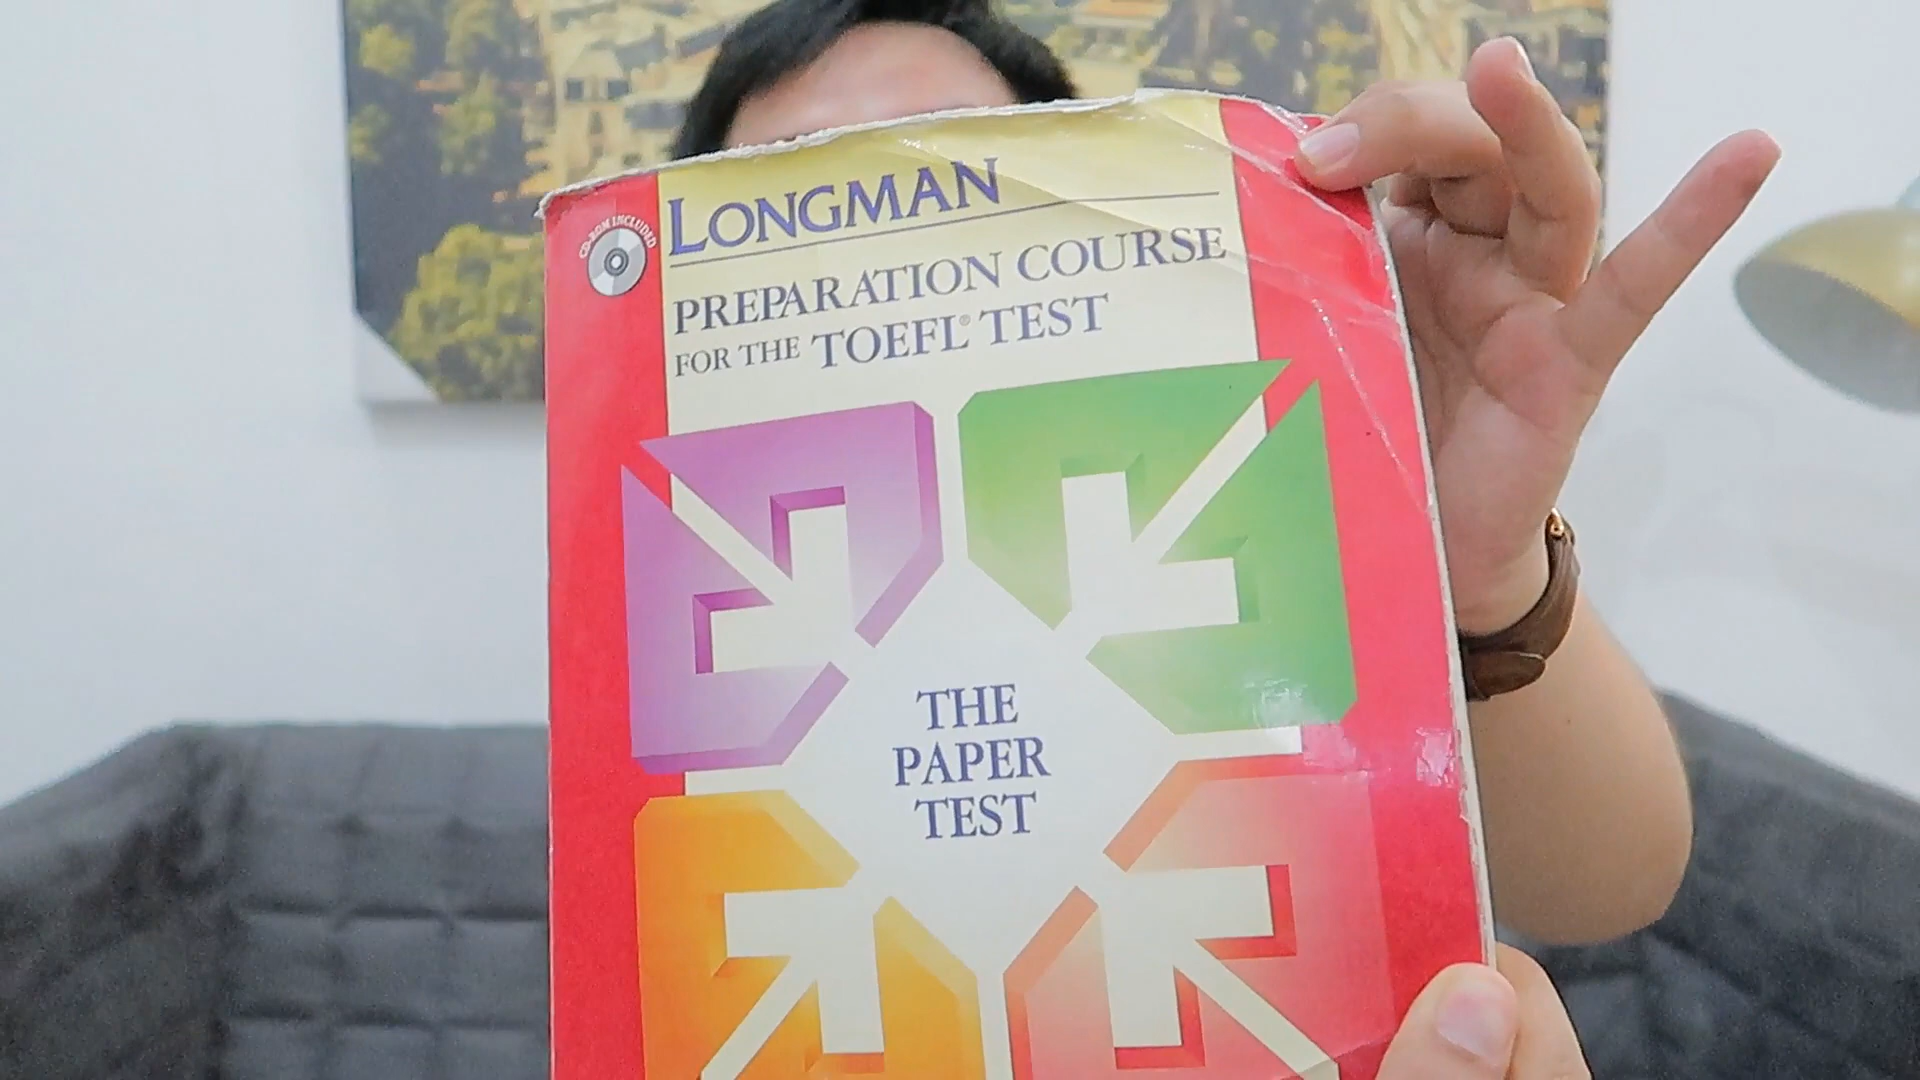 CD-ROM INCLUDED
LONGMAN
PREPARATION COURSE
FOR THE TOEFL® TEST
THE
PAPER
TEST